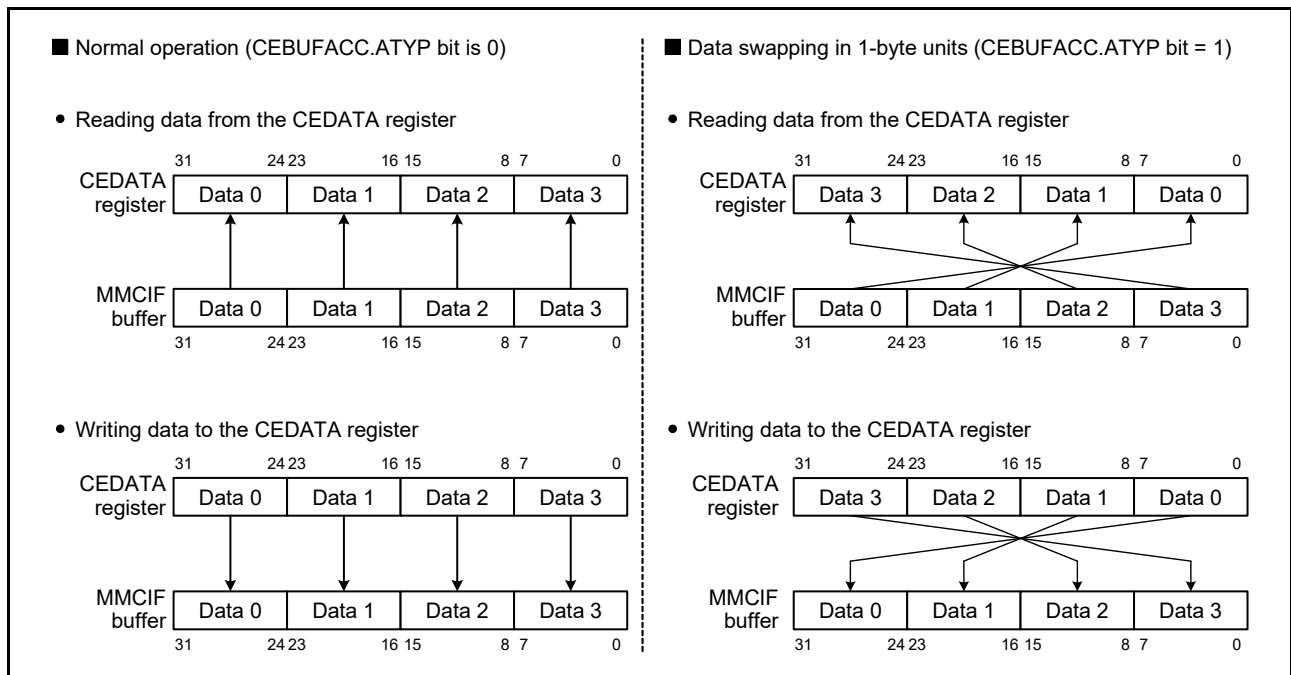 ■ Normal operation (CEBUFACC.ATYP bit is 0)
• Reading data from the CEDATA register
31 24 23 16 15 8 7 0
CEDATA register Data 0 Data 1 Data 2 Data 3
MMCIF buffer Data 0 Data 1 Data 2 Data 3
31 24 23 16 15 8 7 0
• Writing data to the CEDATA register
31 24 23 16 15 8 7 0
CEDATA register Data 0 Data 1 Data 2 Data 3
MMCIF buffer Data 0 Data 1 Data 2 Data 3
31 24 23 16 15 8 7 0
■ Data swapping in 1-byte units (CEBUFACC.ATYP bit = 1)
• Reading data from the CEDATA register
31 24 23 16 15 8 7 0
CEDATA register Data 3 Data 2 Data 1 Data 0
MMCIF buffer Data 0 Data 1 Data 2 Data 3
31 24 23 16 15 8 7 0
• Writing data to the CEDATA register
31 24 23 16 15 8 7 0
CEDATA register Data 3 Data 2 Data 1 Data 0
MMCIF buffer Data 0 Data 1 Data 2 Data 3
31 24 23 16 15 8 7 0